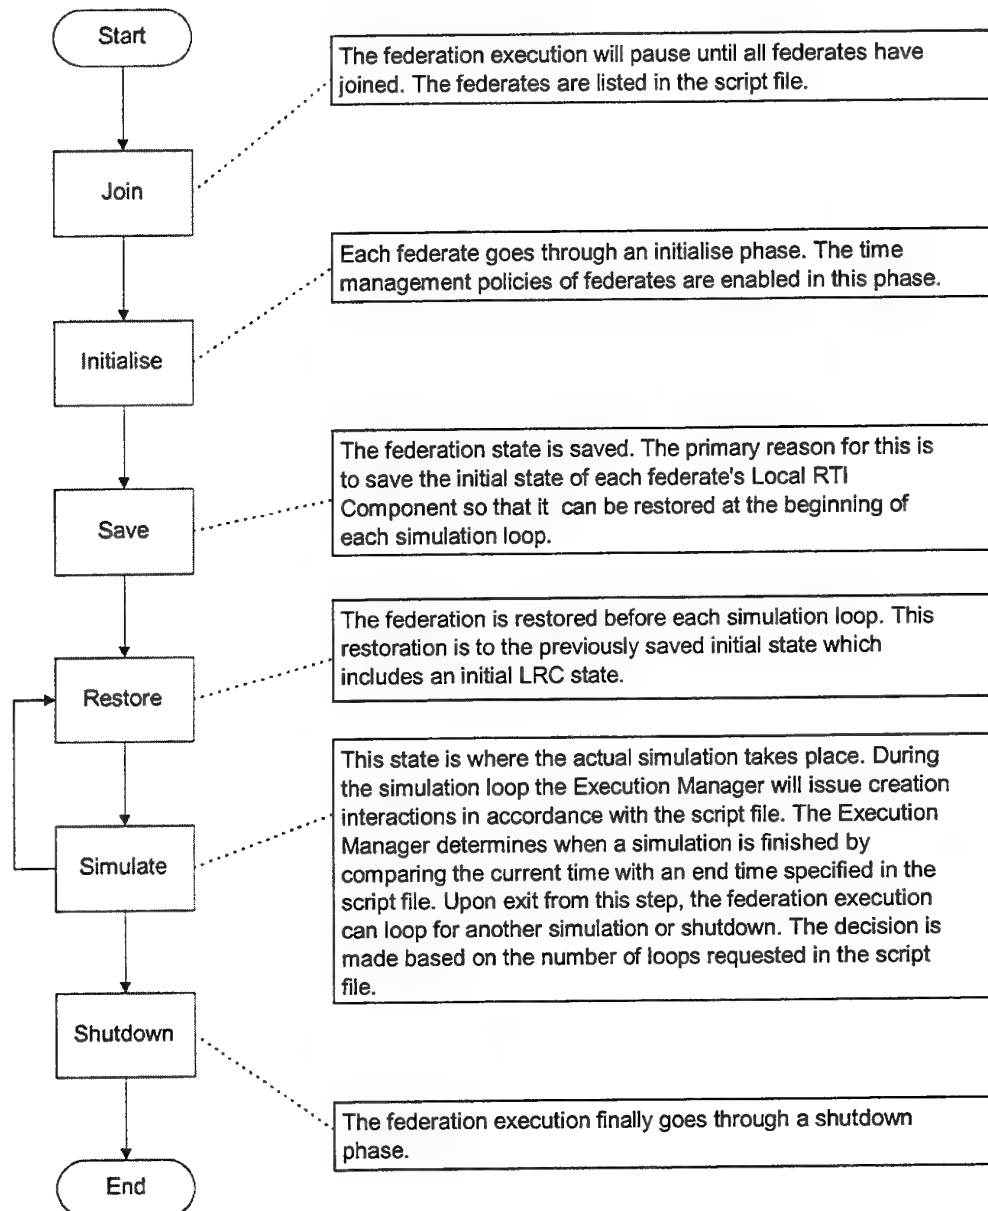 Start
The federation execution will pause until all federates have
joined. The federates are listed in the script file.
Join
Each federate goes through an initialise phase. The time
management policies of federates are enabled in this phase.
Initialise
The federation state is saved. The primary reason for this is
to save the initial state of each federate's Local RTI
Component so that it can be restored at the beginning of
each simulation loop.
Save
The federation is restored before each simulation loop. This
restoration is to the previously saved initial state which
includes an initial LRC state.
Restore
This state is where the actual simulation takes place. During
the simulation loop the Execution Manager will issue creation
interactions in accordance with the script file. The Execution
Manager determines when a simulation is finished by
comparing the current time with an end time specified in the
script file. Upon exit from this step, the federation execution
can loop for another simulation or shutdown. The decision is
made based on the number of loops requested in the script
file.
Simulate
Shutdown
The federation execution finally goes through a shutdown
phase.
End